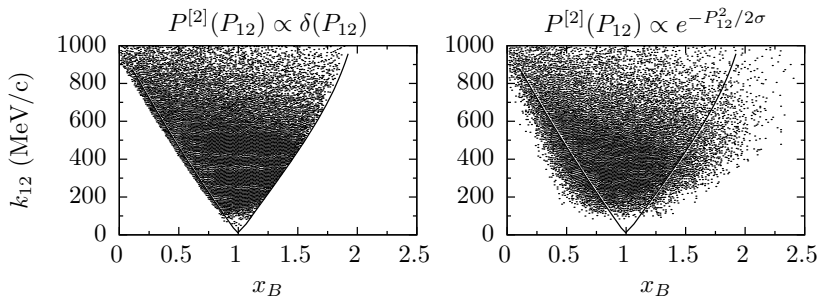 P^{[2]}(P_{12}) ∝ δ(P_{12})
k_{12} (MeV/c)
1000
800
600
400
200
0
0 0.5 1 1.5 2 2.5
x_B
P^{[2]}(P_{12}) ∝ e^{-P_{12}^2/2σ}
1000
800
600
400
200
0
0 0.5 1 1.5 2 2.5
x_B